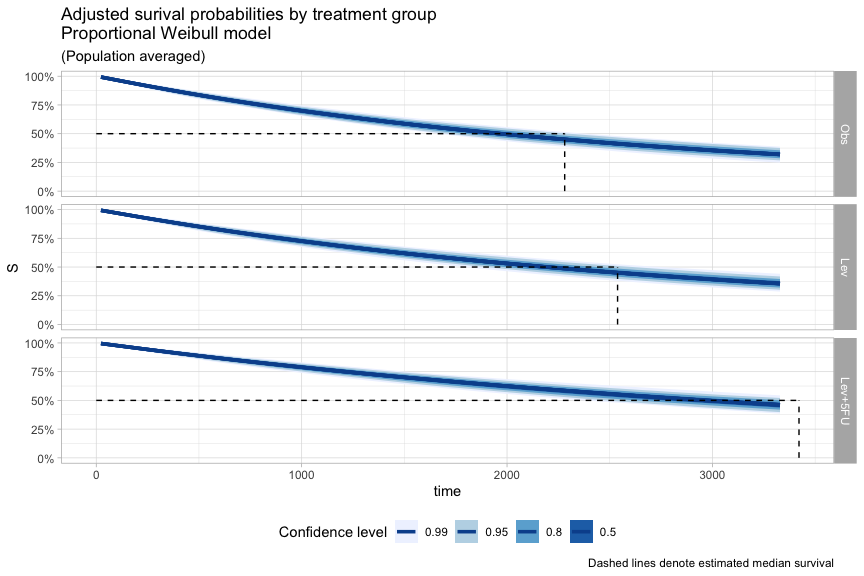 Adjusted surival probabilities by treatment group
Proportional Weibull model
(Population averaged)
S
100%
75%
50%
25%
0%
Obs
100%
75%
50%
25%
0%
Lev
100%
75%
50%
25%
0%
Lev+5FU
0 1000 2000 3000
time
Confidence level 0.99 0.95 0.8 0.5
Dashed lines denote estimated median survival